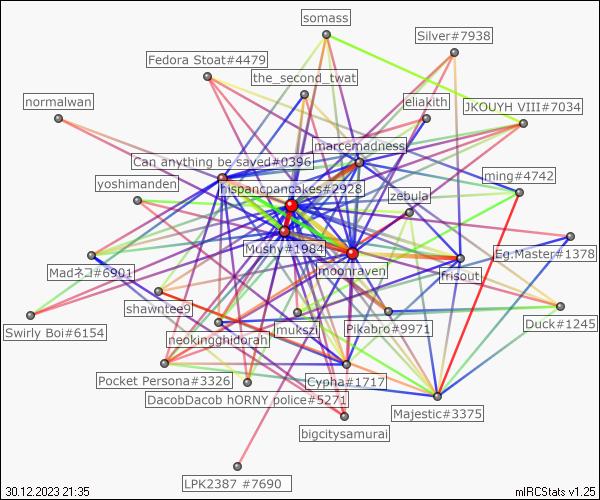 somass
Silver#7938
Fedora Stoat#4479
the_second_twat
normalwan
eliakith
JKOUYH VIII#7034
marcemadness
Can anything be saved#0396
ming#4742
yoshimanden
hispancpancakes#2928
zebula
Mushy#1984
Eg.Master#1378
Madネコ#6901
moonraven
frisouti
shawntee9
Swirly Boi#6154
neokingghidorah
mukszi
Pikabro#9971
Duck#1245
Pocket Persona#3326
Cypha#1717
DacobDacob hORNY police#5271
Majestic#3375
bigcitysamurai
LPK2387 #7690
30.12.2023 21:35
mIRCStats v1.25